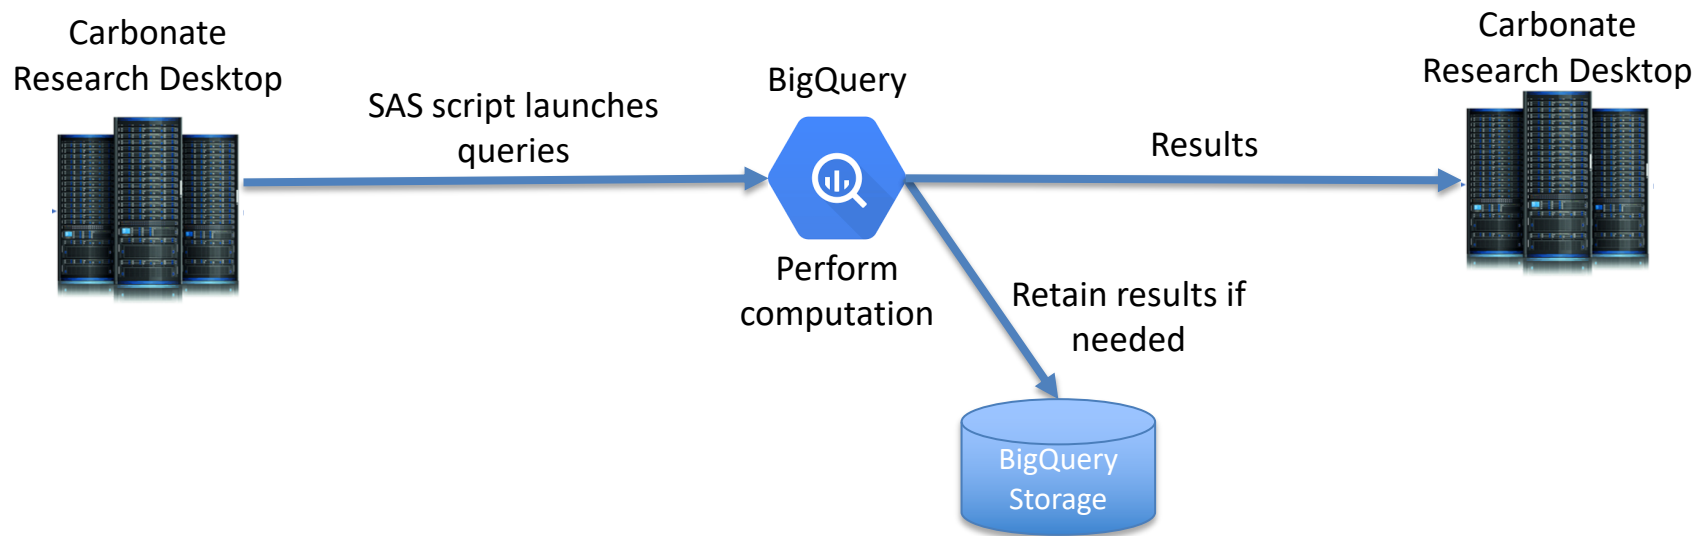 Carbonate
Research Desktop
SAS script launches
queries
BigQuery
Perform
computation
Results
Retain results if
needed
BigQuery
Storage
Carbonate
Research Desktop